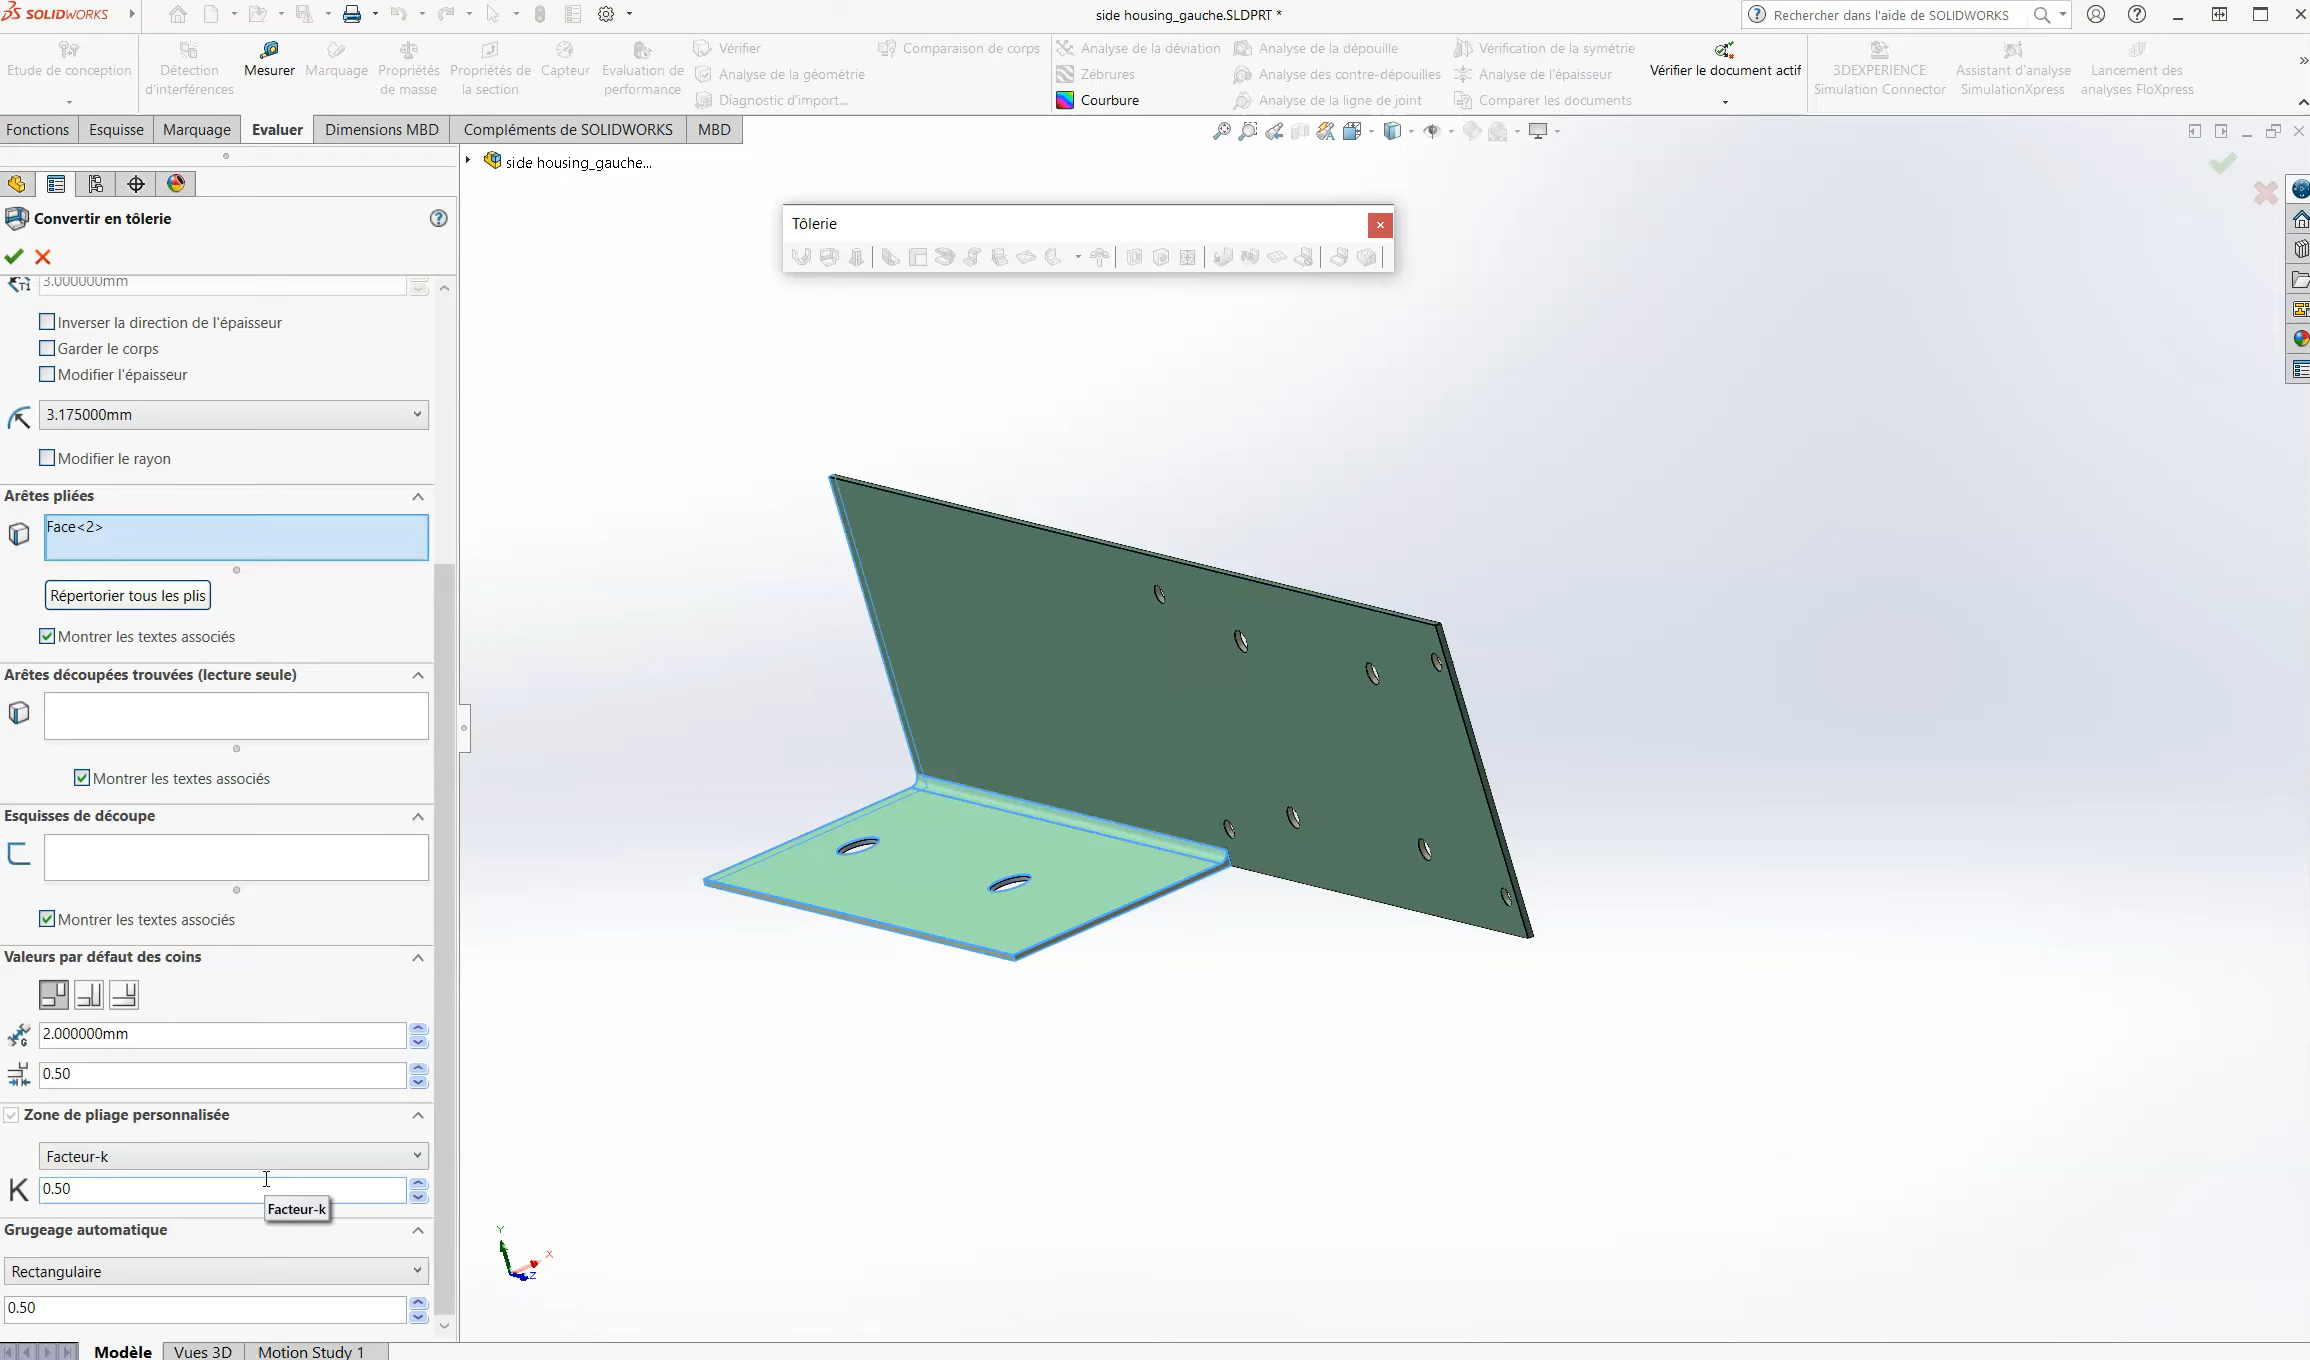 SOLIDWORKS
side housing_gauche.SLDPRT *
Rechercher dans l'aide de SOLIDWORKS
Etude de conception
Détection
d'interférences
Mesurer
Marquage
Propriétés
de masse
Propriétés de
la section
Capteur
Evaluation de
performance
Vérifier
Analyse de la géométrie
Diagnostic d'import...
Comparaison de corps
Analyse de la déviation
Zébrures
Courbure
Analyse de la dépouille
Analyse des contre-dépouilles
Analyse de la ligne de joint
Vérification de la symétrie
Analyse de l'épaisseur
Comparer les documents
Vérifier le document actif
3DEXPERIENCE
Simulation Connector
Assistant d'analyse
SimulationXpress
Lancement des
analyses FloXpress
Fonctions
Esquisse
Marquage
Evaluer
Dimensions MBD
Compléments de SOLIDWORKS
MBD
side housing_gauche...
Tôlerie
Convertir en tôlerie
T1
3.000000mm
Inverser la direction de l'épaisseur
Garder le corps
Modifier l'épaisseur
3.175000mm
Modifier le rayon
Arêtes pliées
Face<2>
Répertorier tous les plis
Montrer les textes associés
Arêtes découpées trouvées (lecture seule)
Montrer les textes associés
Esquisses de découpe
Montrer les textes associés
Valeurs par défaut des coins
G
2.000000mm
0.50
Zone de pliage personnalisée
Facteur-k
K
0.50
Facteur-k
Grugeage automatique
Rectangulaire
0.50
Y
X
Z
Modèle
Vues 3D
Motion Study 1